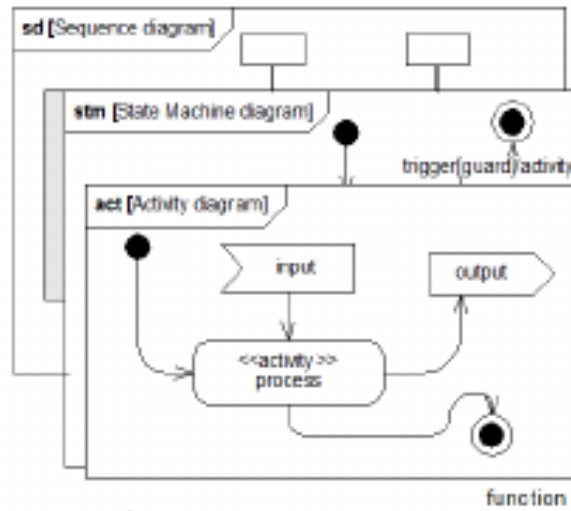 sd [Sequence diagram]
stm [State Machine diagram]
trigger[guard]/activity
act [Activity diagram]
input
output
<<activity>>
process
function